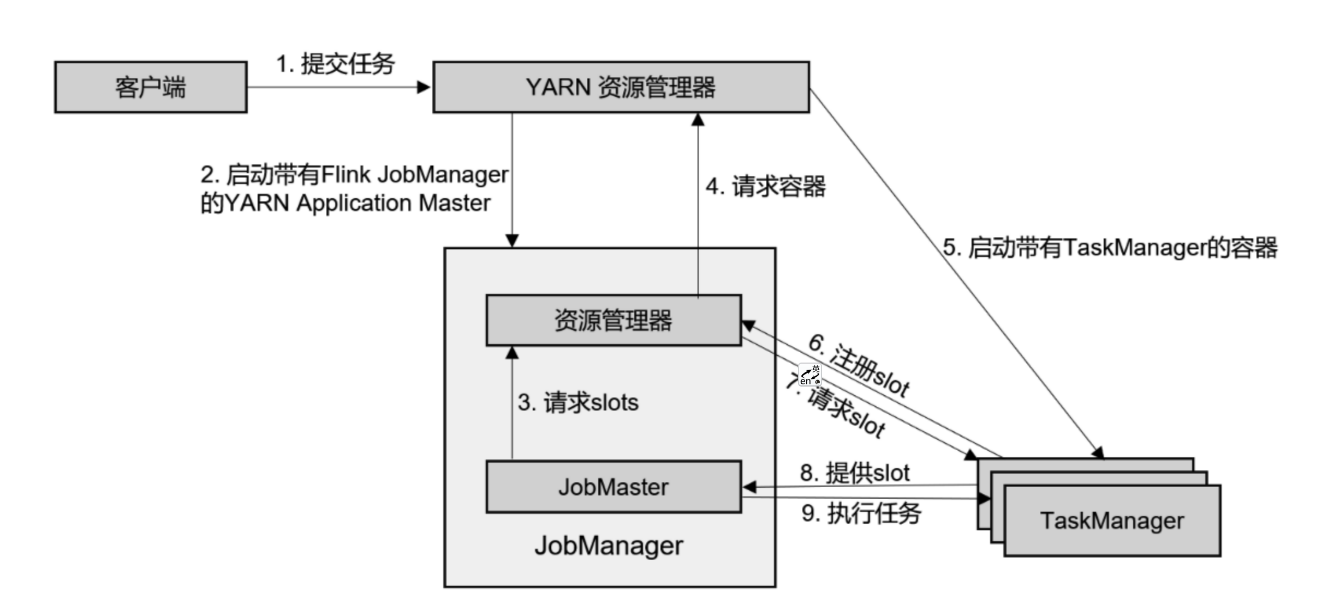 1. 提交任务
客户端
YARN 资源管理器
2. 启动带有Flink JobManager
的YARN Application Master
4. 请求容器
5. 启动带有TaskManager的容器
资源管理器
6. 注册slot
英
en
7. 请求slot
3. 请求slots
8. 提供slot
JobMaster
9. 执行任务
TaskManager
JobManager